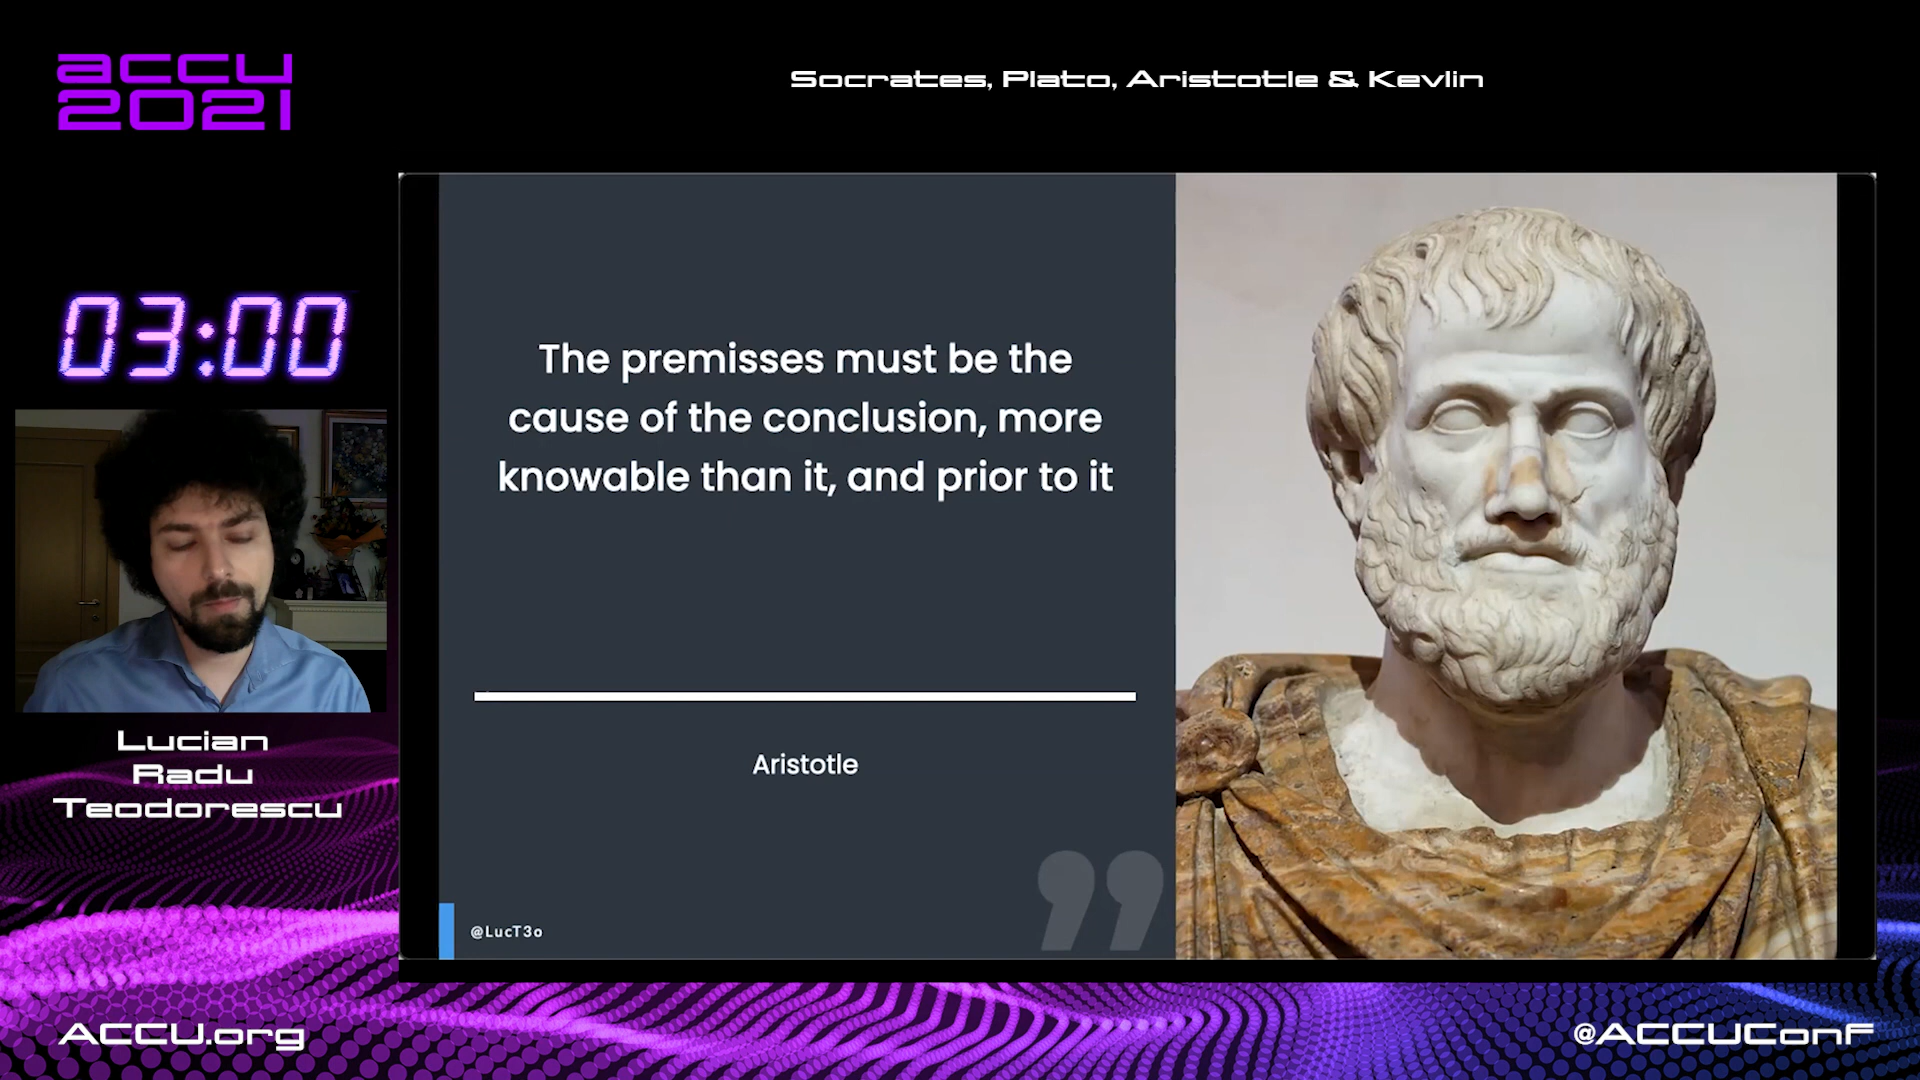 accu
2021
Socrates, Plato, Aristotle & Kevlin
03:00
The premisses must be the
cause of the conclusion, more
knowable than it, and prior to it
Aristotle
@LucT3o
Lucian
Radu
Teodorescu
ACCU.org
@ACCUConF